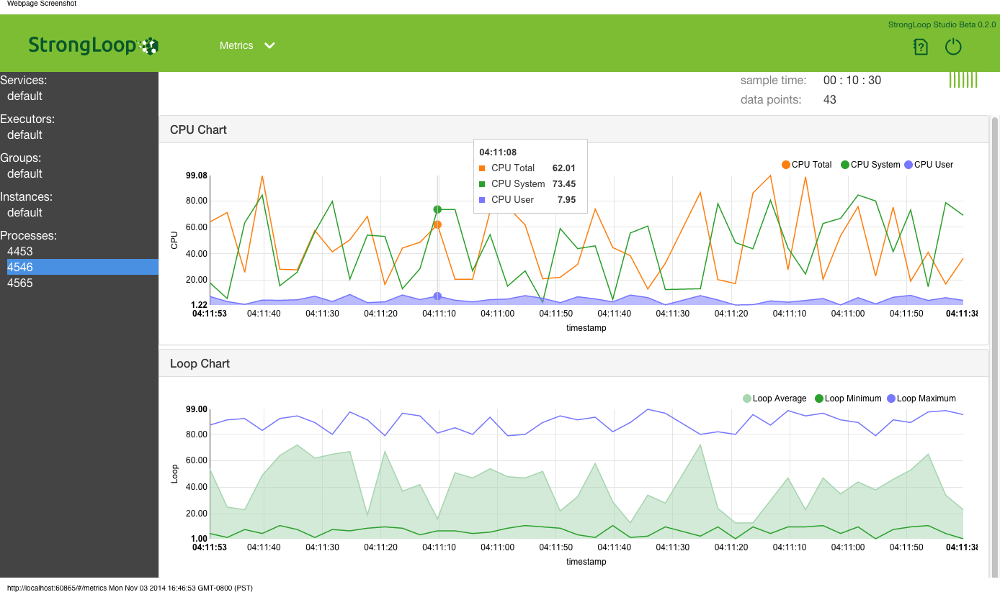 Webpage Screenshot
StrongLoop Studio Beta 0.2.0
StrongLoop
Metrics
Services:
default
Executors:
default
Groups:
default
Instances:
default
Processes:
4453
4546
4565
sample time: 00 : 10 : 30
data points: 43
CPU Chart
04:11:08
CPU Total 62.01
CPU System 73.45
CPU User 7.95
CPU Total CPU System CPU User
99.08
80.00
60.00
40.00
20.00
1.22
CPU
04:11:53 04:11:40 04:11:30 04:11:20 04:11:10 04:11:00 04:11:50 04:11:40 04:11:30 04:11:20 04:11:10 04:11:00 04:11:50 04:11:38
timestamp
Loop Chart
Loop Average Loop Minimum Loop Maximum
99.00
80.00
60.00
40.00
20.00
1.00
Loop
04:11:53 04:11:40 04:11:30 04:11:20 04:11:10 04:11:00 04:11:50 04:11:40 04:11:30 04:11:20 04:11:10 04:11:00 04:11:50 04:11:38
timestamp
http://localhost:60865/#/metrics Mon Nov 03 2014 16:46:53 GMT-0800 (PST)